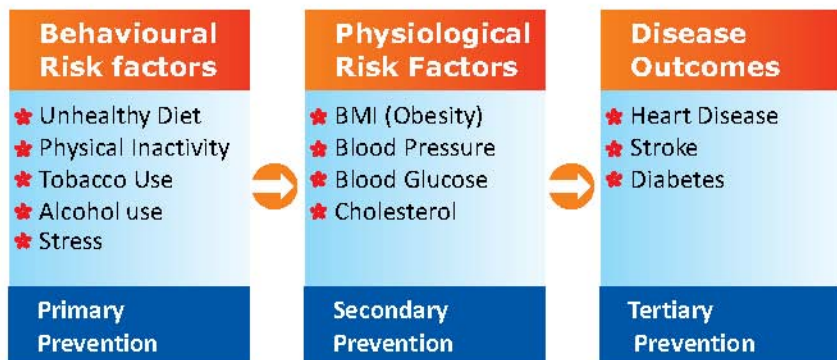 Behavioural
Risk factors
Unhealthy Diet
Physical Inactivity
Tobacco Use
Alcohol use
Stress
Primary
Prevention
Physiological
Risk Factors
BMI (Obesity)
Blood Pressure
Blood Glucose
Cholesterol
Secondary
Prevention
Disease
Outcomes
Heart Disease
Stroke
Diabetes
Tertiary
Prevention